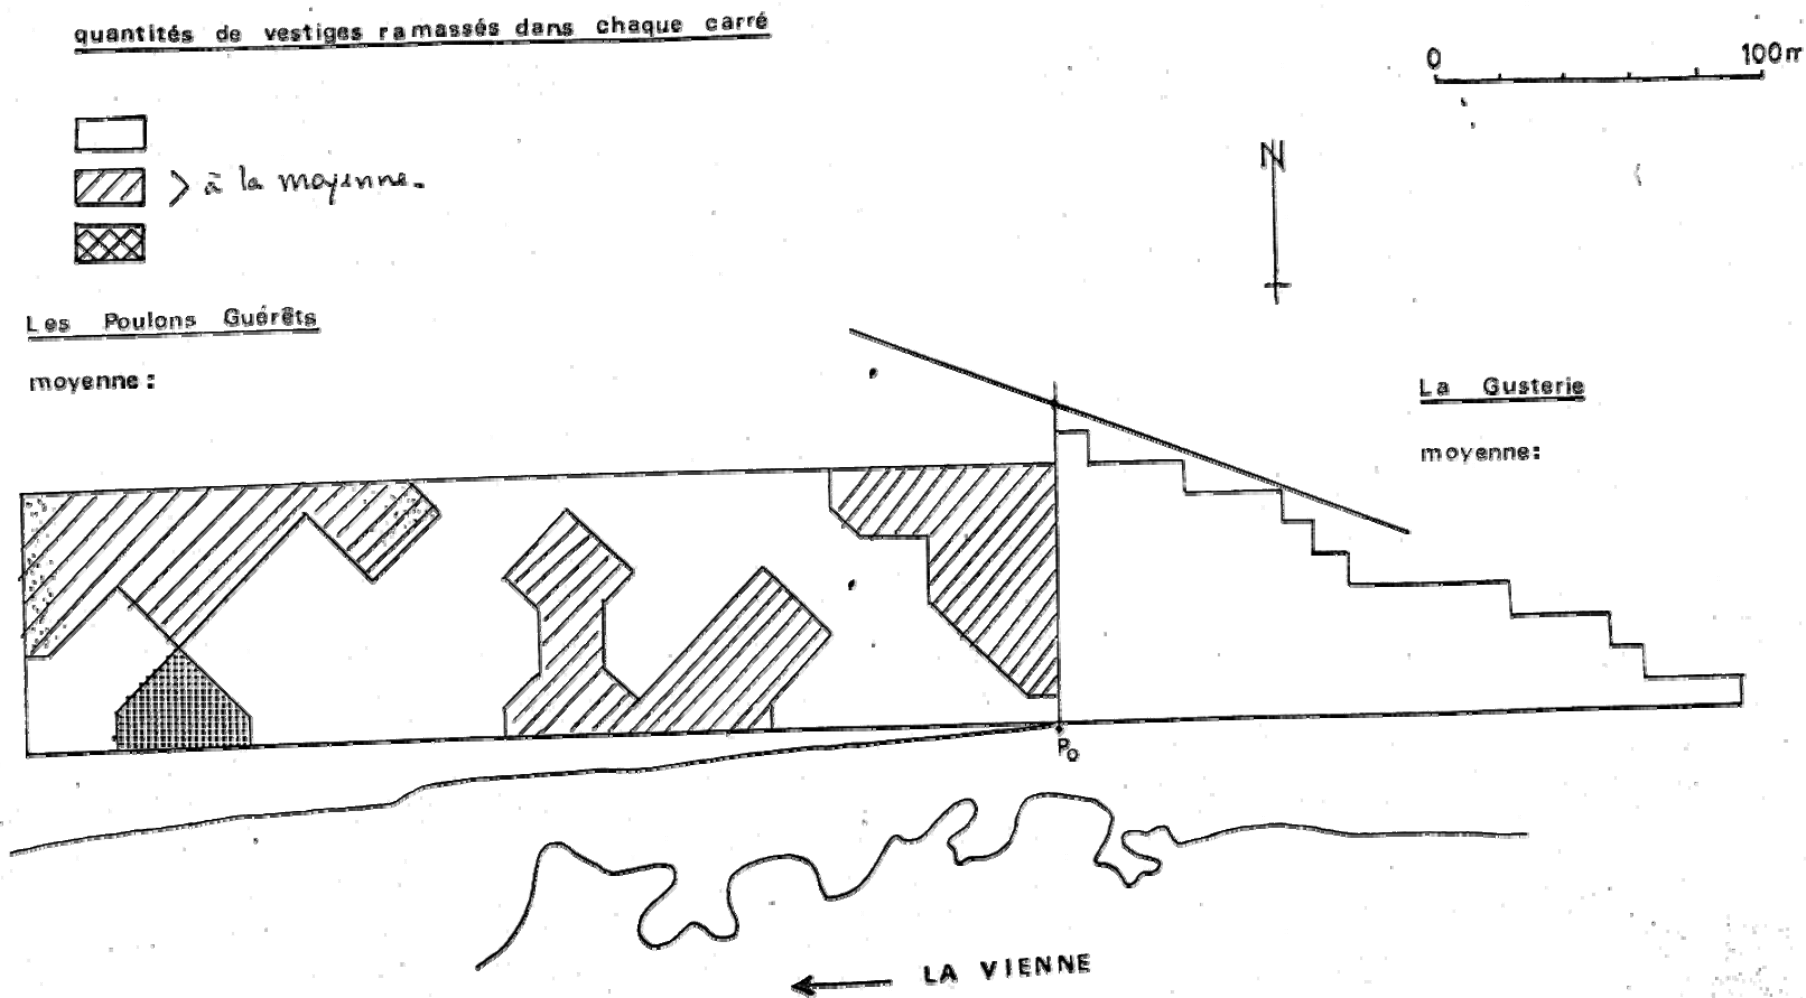 quantités de vestiges ramassés dans chaque carré
0 100m
> à la moyenne.
N
Les Poulons Guérêts
moyenne:
La Gusterie
moyenne:
P0
LA VIENNE